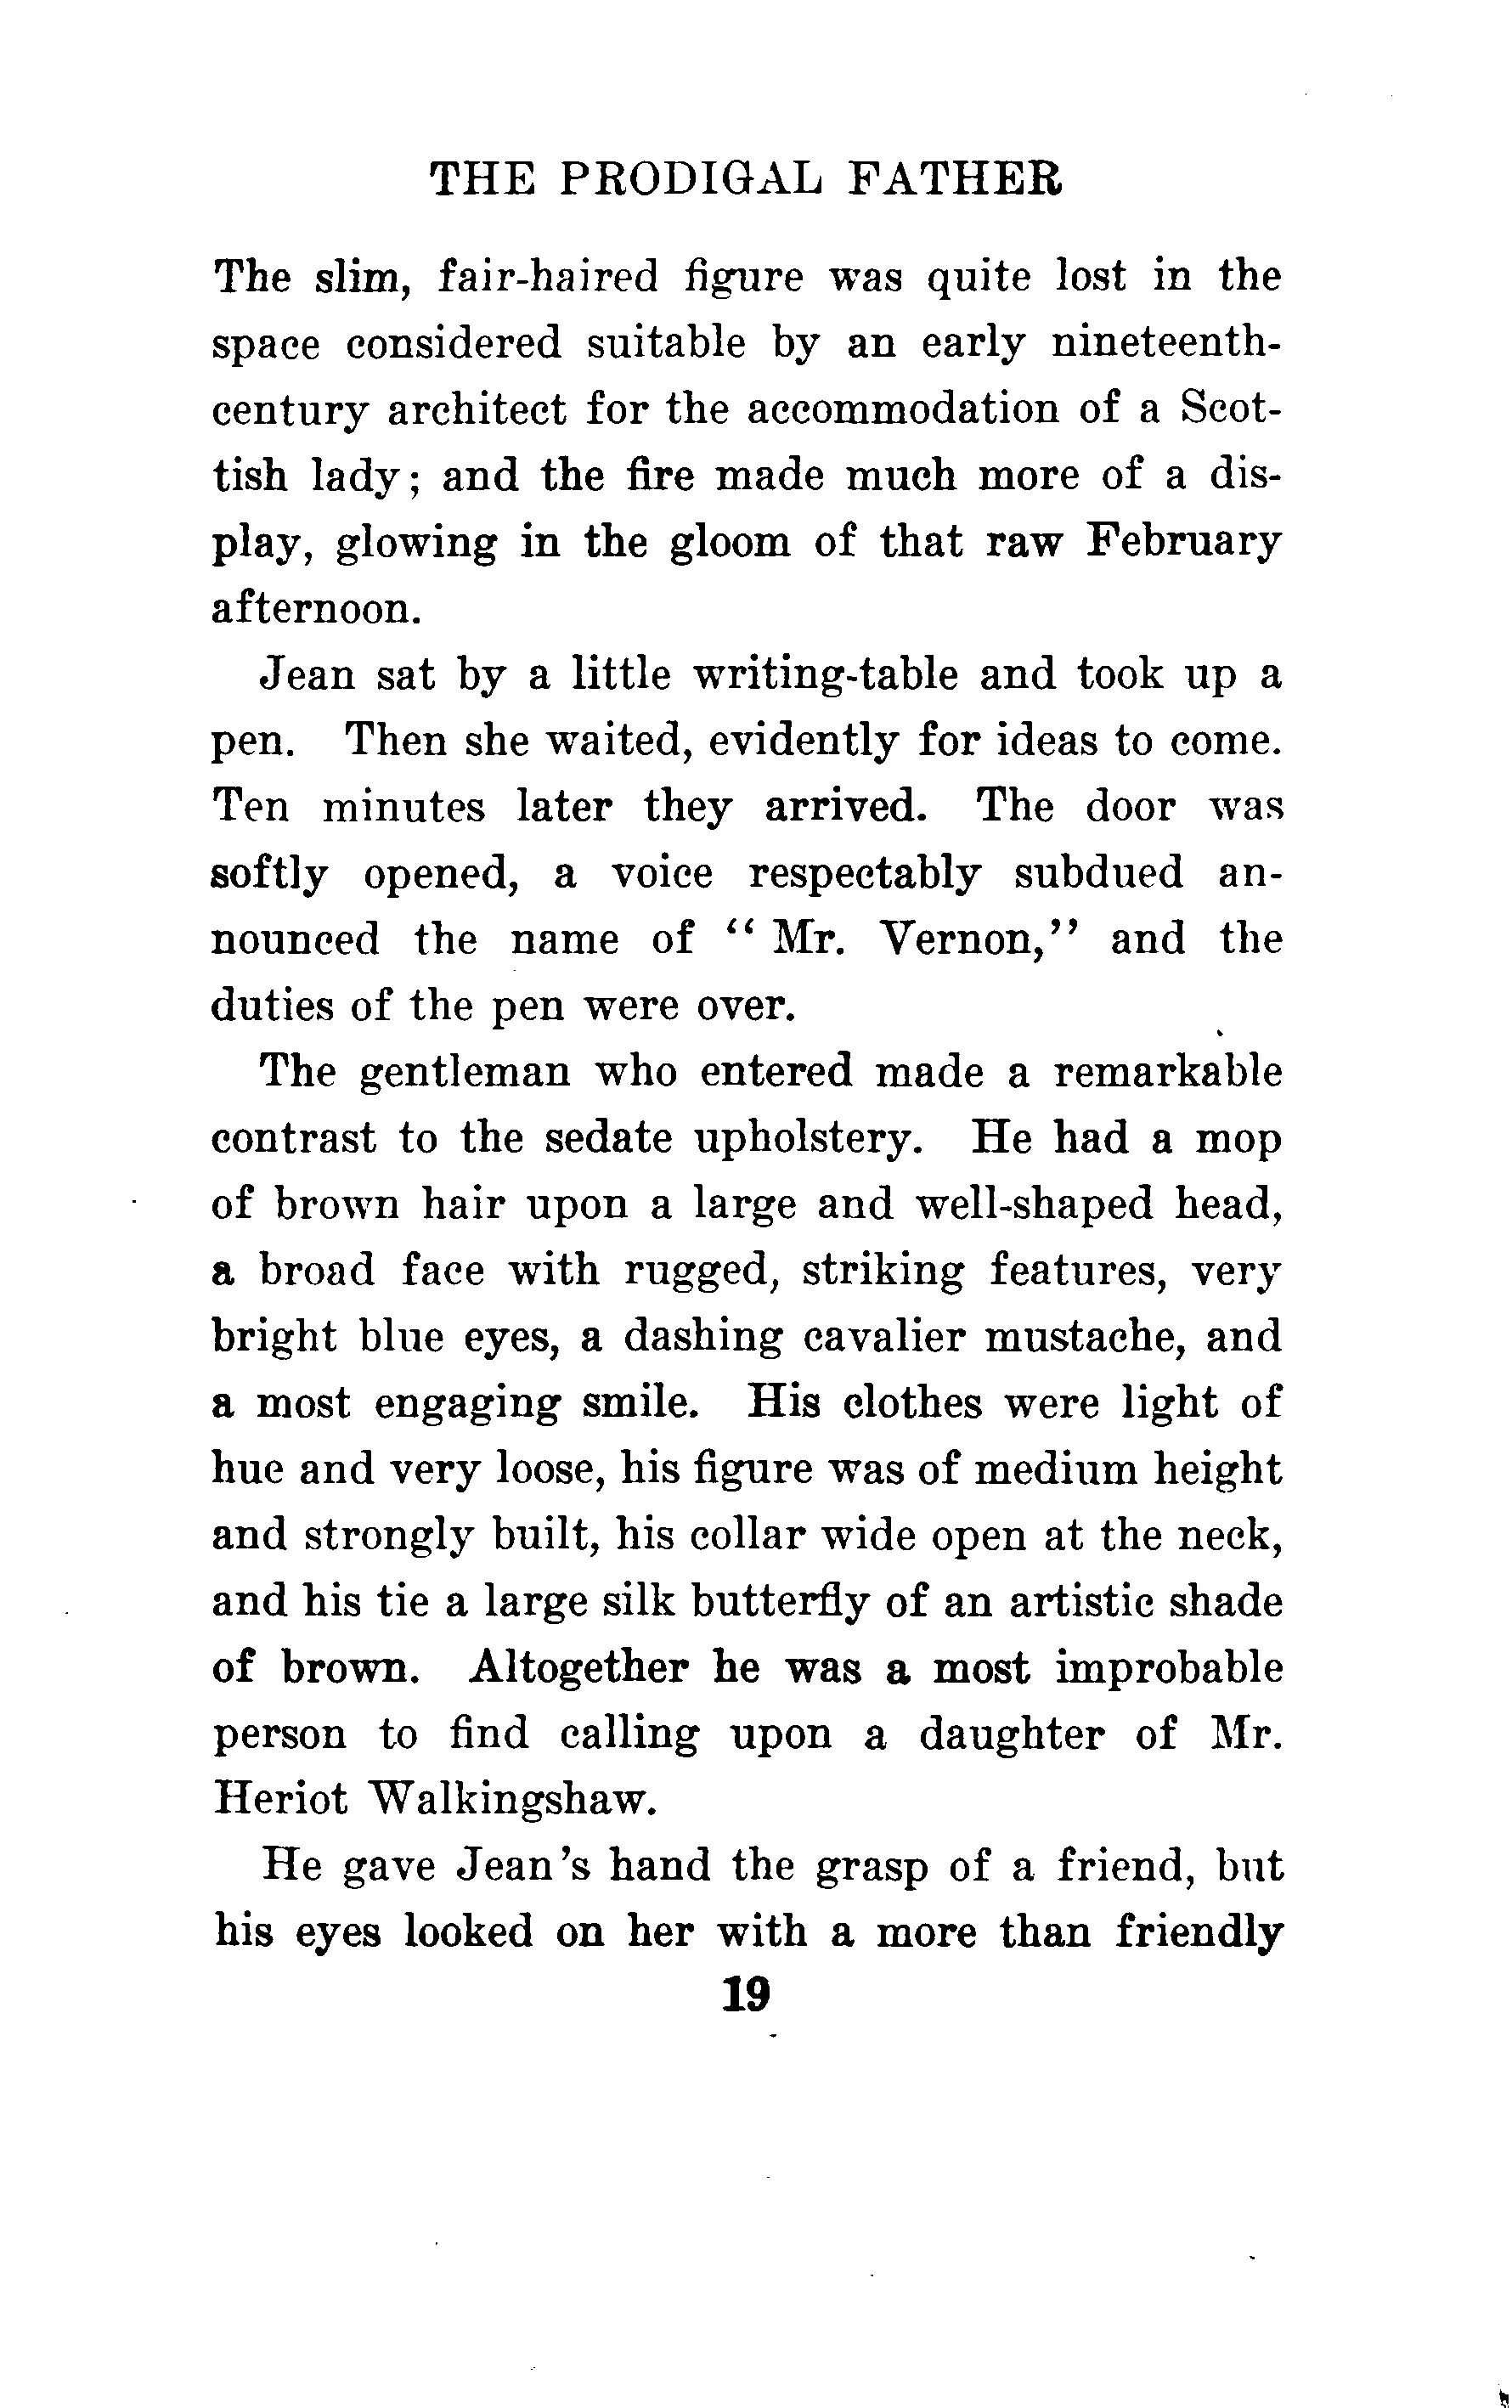 THE PRODIGAL FATHER
The slim, fair-haired figure was quite lost in the
space considered suitable by an early nineteenth-
century architect for the accommodation of a Scot-
tish lady; and the fire made much more of a dis-
play, glowing in the gloom of that raw February
afternoon.
Jean sat by a little writing-table and took up a
pen. Then she waited, evidently for ideas to come.
Ten minutes later they arrived. The door was
softly opened, a voice respectably subdued an-
nounced the name of “ Mr. Vernon,” and the
duties of the pen were over.
The gentleman who entered made a remarkable
contrast to the sedate upholstery. He had a mop
of brown hair upon a large and well-shaped head,
a broad face with rugged, striking features, very
bright blue eyes, a dashing cavalier mustache, and
a most engaging smile. His clothes were light of
hue and very loose, his figure was of medium height
and strongly built, his collar wide open at the neck,
and his tie a large silk butterfly of an artistic shade
of brown. Altogether he was a most improbable
person to find calling upon a daughter of Mr.
Heriot Walkingshaw.
He gave Jean's hand the grasp of a friend, but
his eyes looked on her with a more than friendly
19